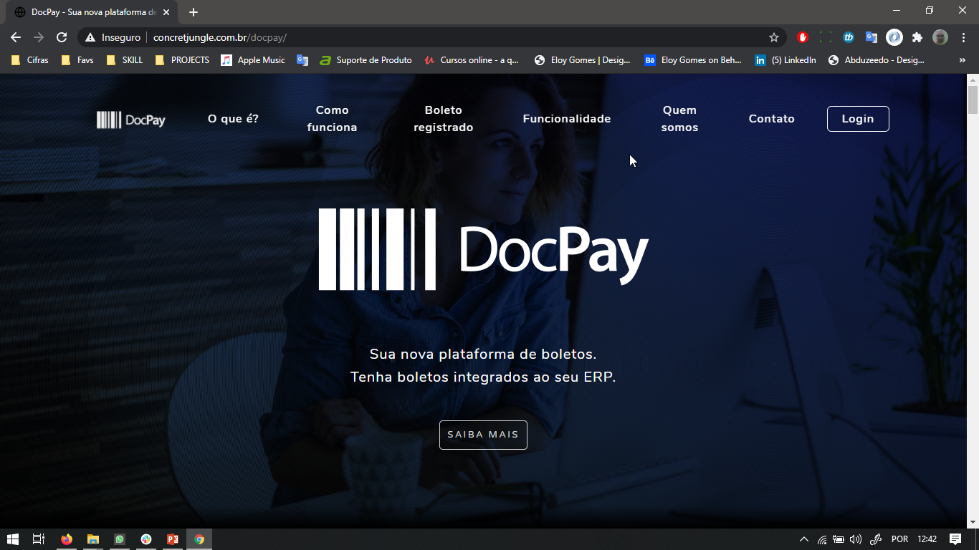 DocPay - Sua nova plataforma de
Inseguro
concretjungle.com.br/docpay/
Cifras
Favs
SKILL
PROJECTS
Apple Music
Suporte de Produto
Cursos online - a q...
Eloy Gomes | Desig...
Bē
Eloy Gomes on Beh...
in
(5) LinkedIn
Abduzeedo - Desig...
»
DocPay
O que é?
Como
funciona
Boleto
registrado
Funcionalidade
Quem
somos
Contato
Login
DocPay
Sua nova plataforma de boletos.
Tenha boletos integrados ao seu ERP.
SAIBA MAIS
POR
12:42